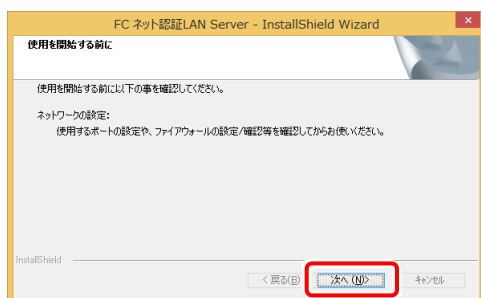 FC ネット認証LAN Server - InstallShield Wizard
使用を開始する前に
使用を開始する前に以下の事を確認してください。
ネットワークの設定:
使用するポートの設定や、ファイアウォールの設定/確認等を確認してからお使いください。
InstallShield
< 戻る(B) 次へ (N)> キャンセル